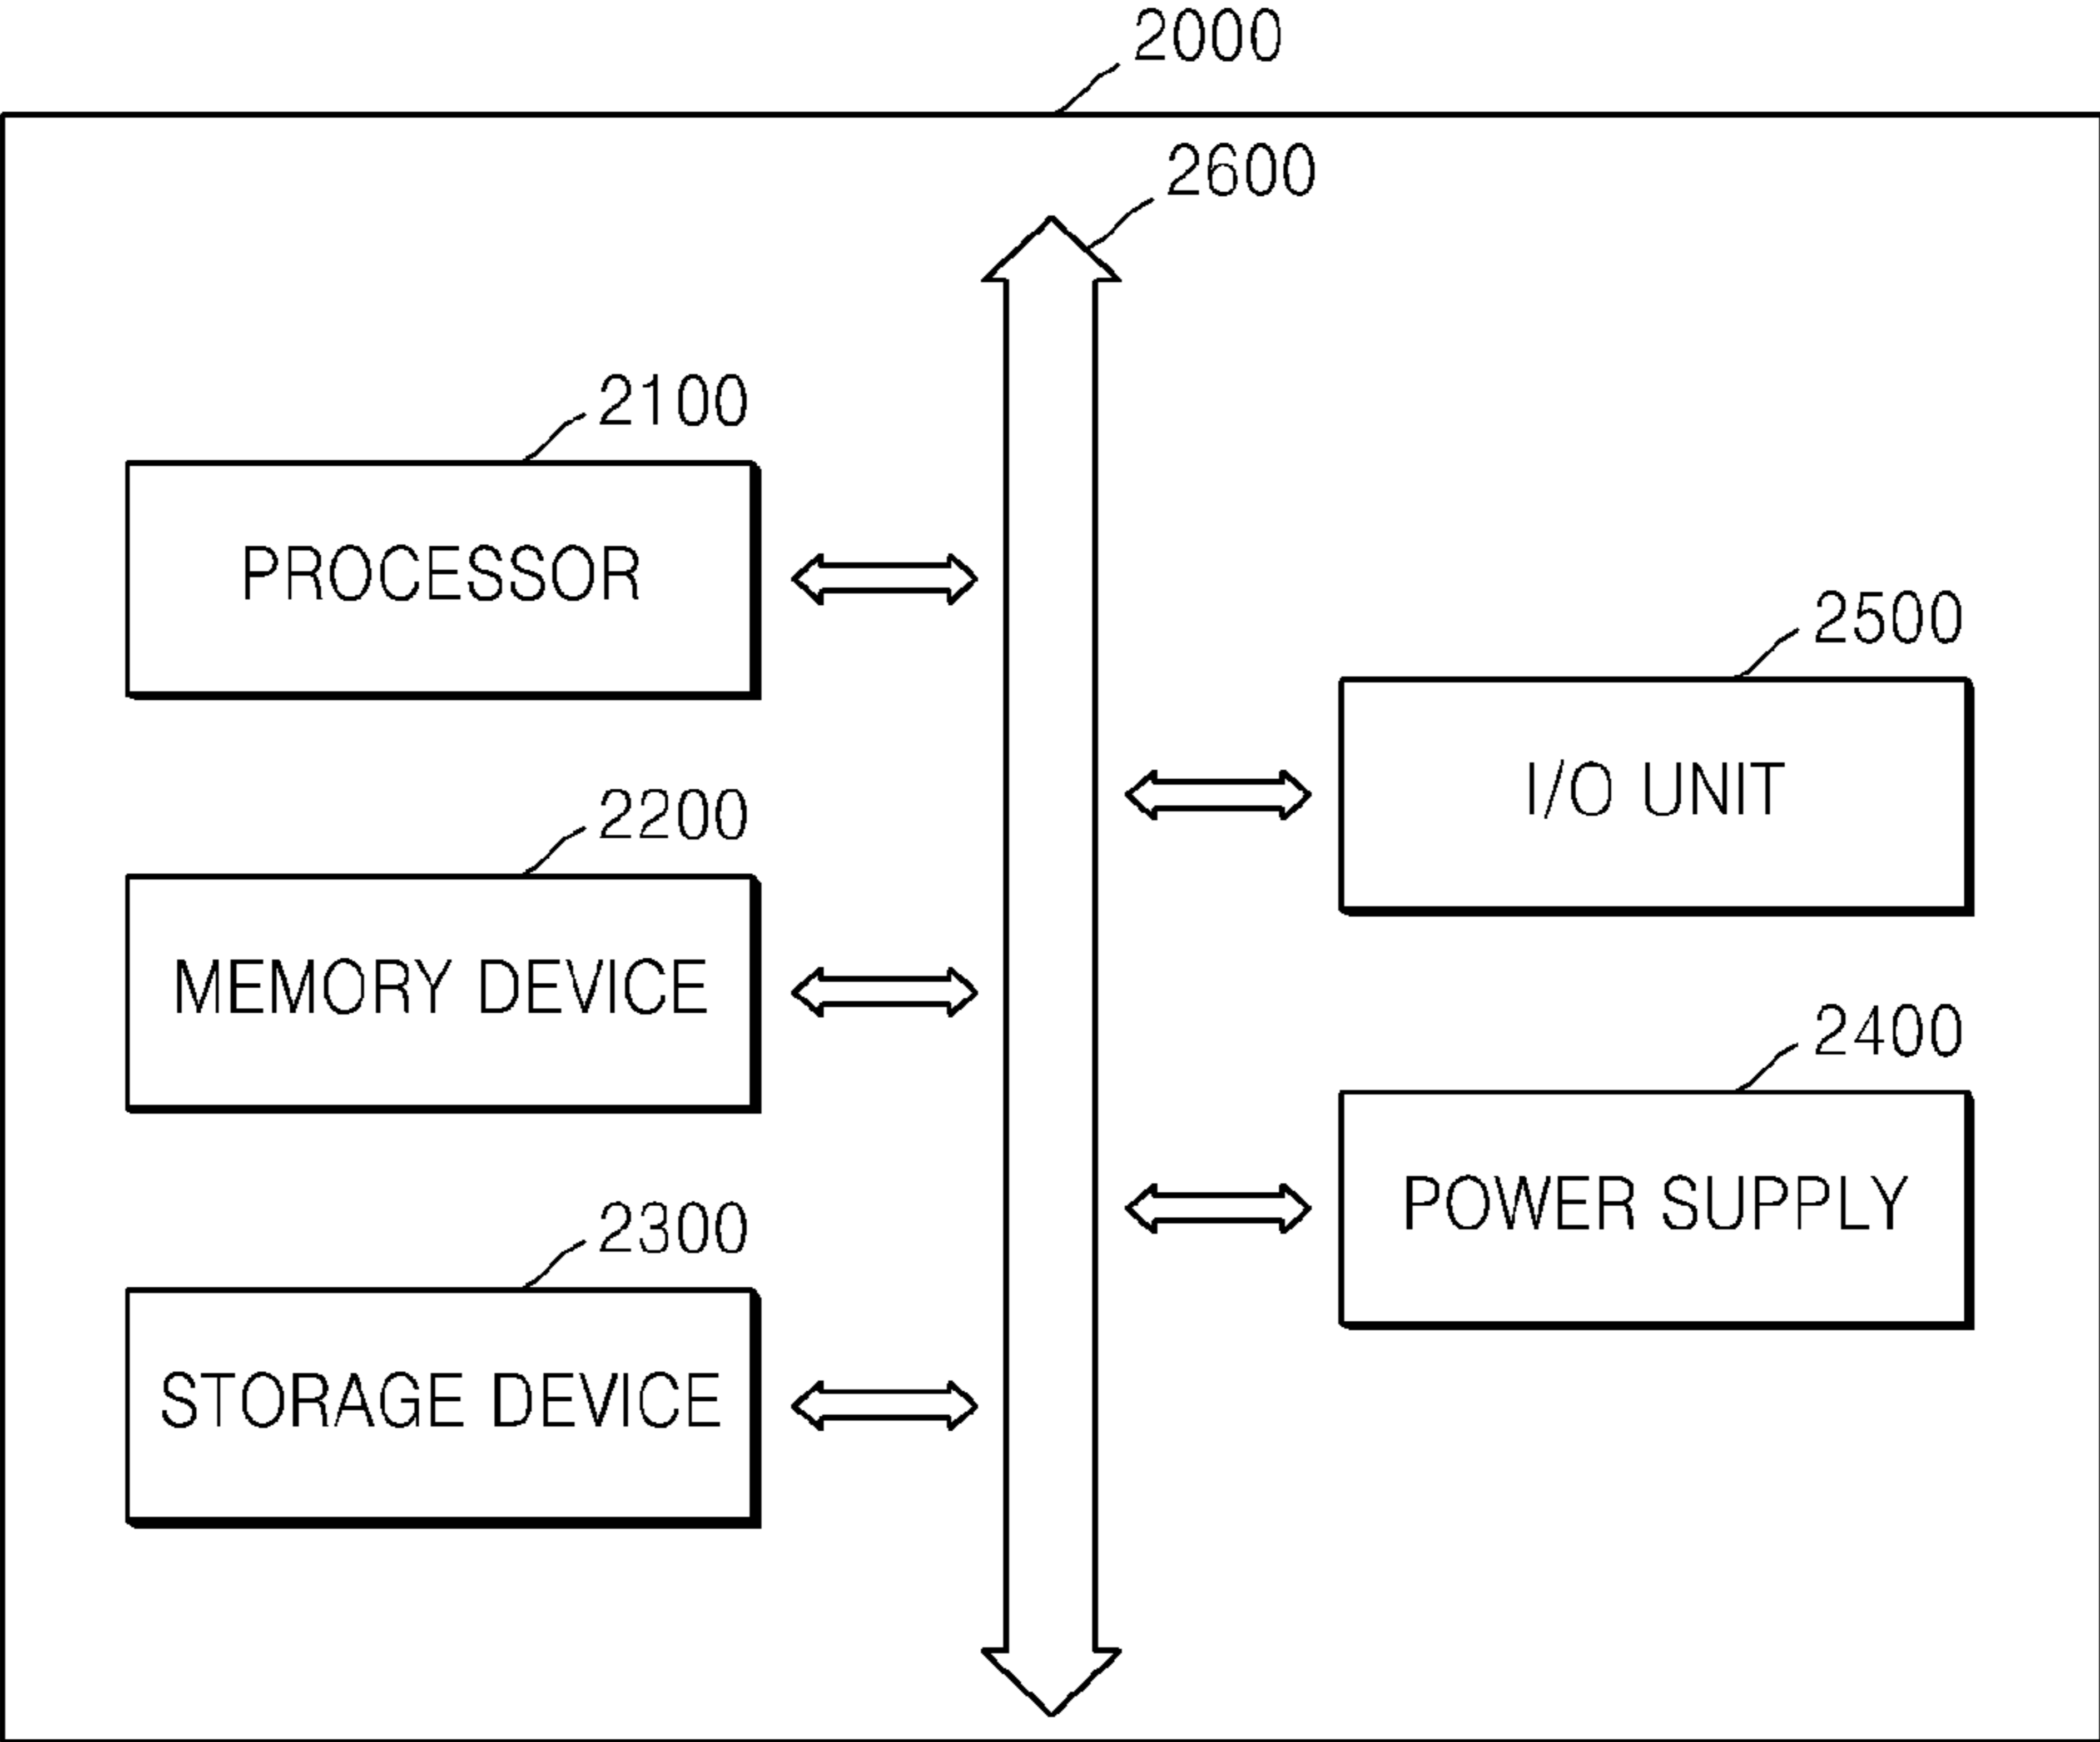 2000
2600
2100
PROCESSOR
2500
I/O UNIT
2200
MEMORY DEVICE
2400
POWER SUPPLY
2300
STORAGE DEVICE